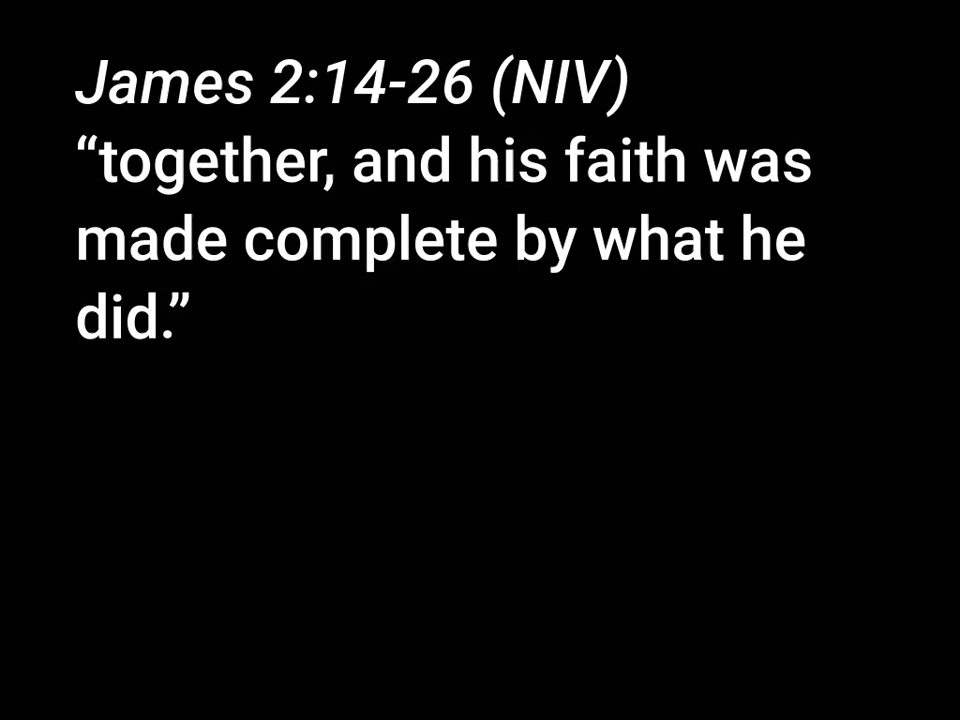 James 2:14-26 (NIV)
“together, and his faith was
made complete by what he
did.”